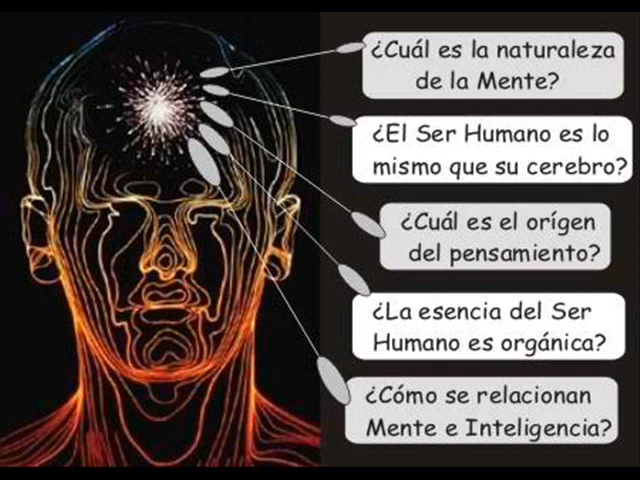 ¿Cuál es la naturaleza
de la Mente?
¿El Ser Humano es lo
mismo que su cerebro?
¿Cuál es el orígen
del pensamiento?
¿La esencia del Ser
Humano es orgánica?
¿Cómo se relacionan
Mente e Inteligencia?